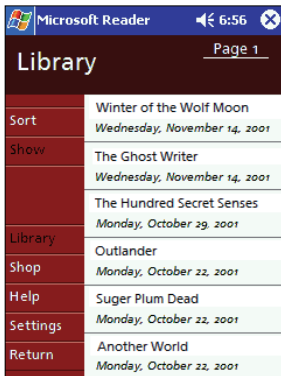 Microsoft Reader 6:56
Library
Page 1
Sort
Show
Library
Shop
Help
Settings
Return
Winter of the Wolf Moon
Wednesday, November 14, 2001
The Ghost Writer
Wednesday, November 14, 2001
The Hundred Secret Senses
Monday, October 29, 2001
Outlander
Monday, October 22, 2001
Suger Plum Dead
Monday, October 22, 2001
Another World
Monday, October 22, 2001